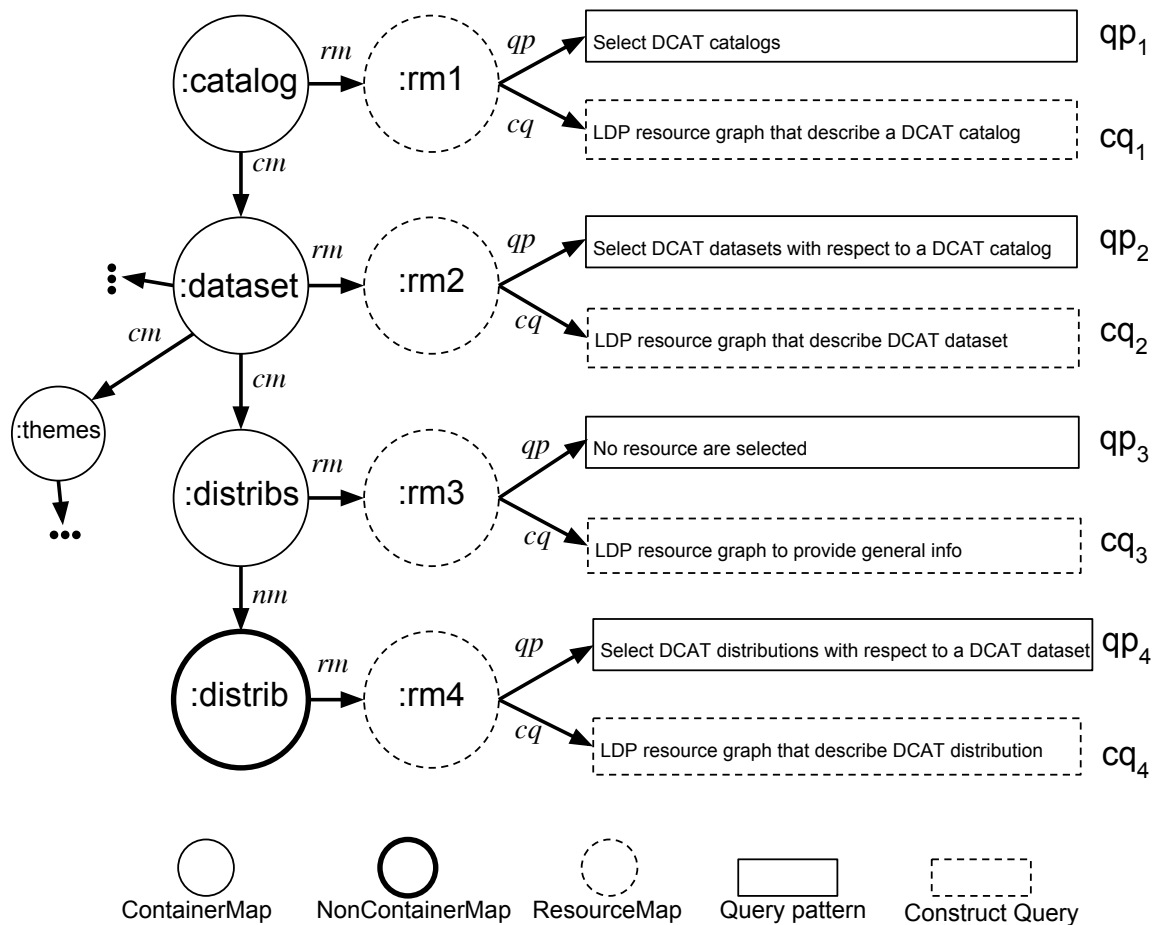 :catalog
rm
:rm1
qp
Select DCAT catalogs
qp1
cq
LDP resource graph that describe a DCAT catalog
cq1
cm
:dataset
rm
:rm2
qp
Select DCAT datasets with respect to a DCAT catalog
qp2
cq
LDP resource graph that describe DCAT dataset
cq2
cm
:themes
cm
:distribs
rm
:rm3
qp
No resource are selected
qp3
cq
LDP resource graph to provide general info
cq3
nm
:distrib
rm
:rm4
qp
Select DCAT distributions with respect to a DCAT dataset
qp4
cq
LDP resource graph that describe DCAT distribution
cq4
ContainerMap
NonContainerMap
ResourceMap
Query pattern
Construct Query